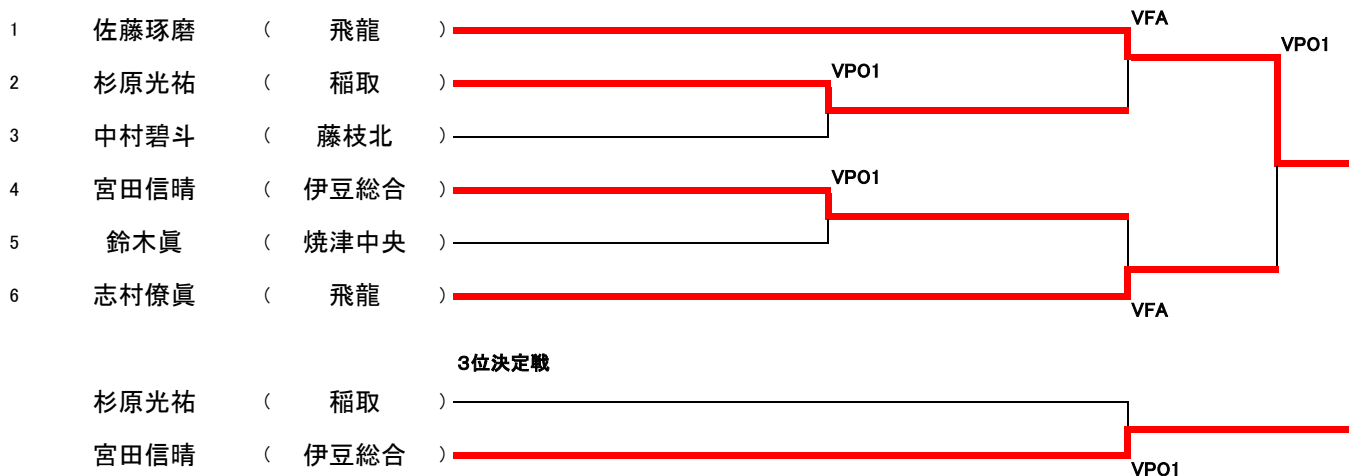 1 佐藤琢磨 ( 飛龍 ) VFA
VPO1
2 杉原光祐 ( 稲取 ) VPO1
3 中村碧斗 ( 藤枝北 )
4 宮田信晴 ( 伊豆総合 ) VPO1
5 鈴木眞 ( 焼津中央 )
6 志村僚眞 ( 飛龍 ) VFA
3位決定戦
杉原光祐 ( 稲取 )
宮田信晴 ( 伊豆総合 ) VPO1